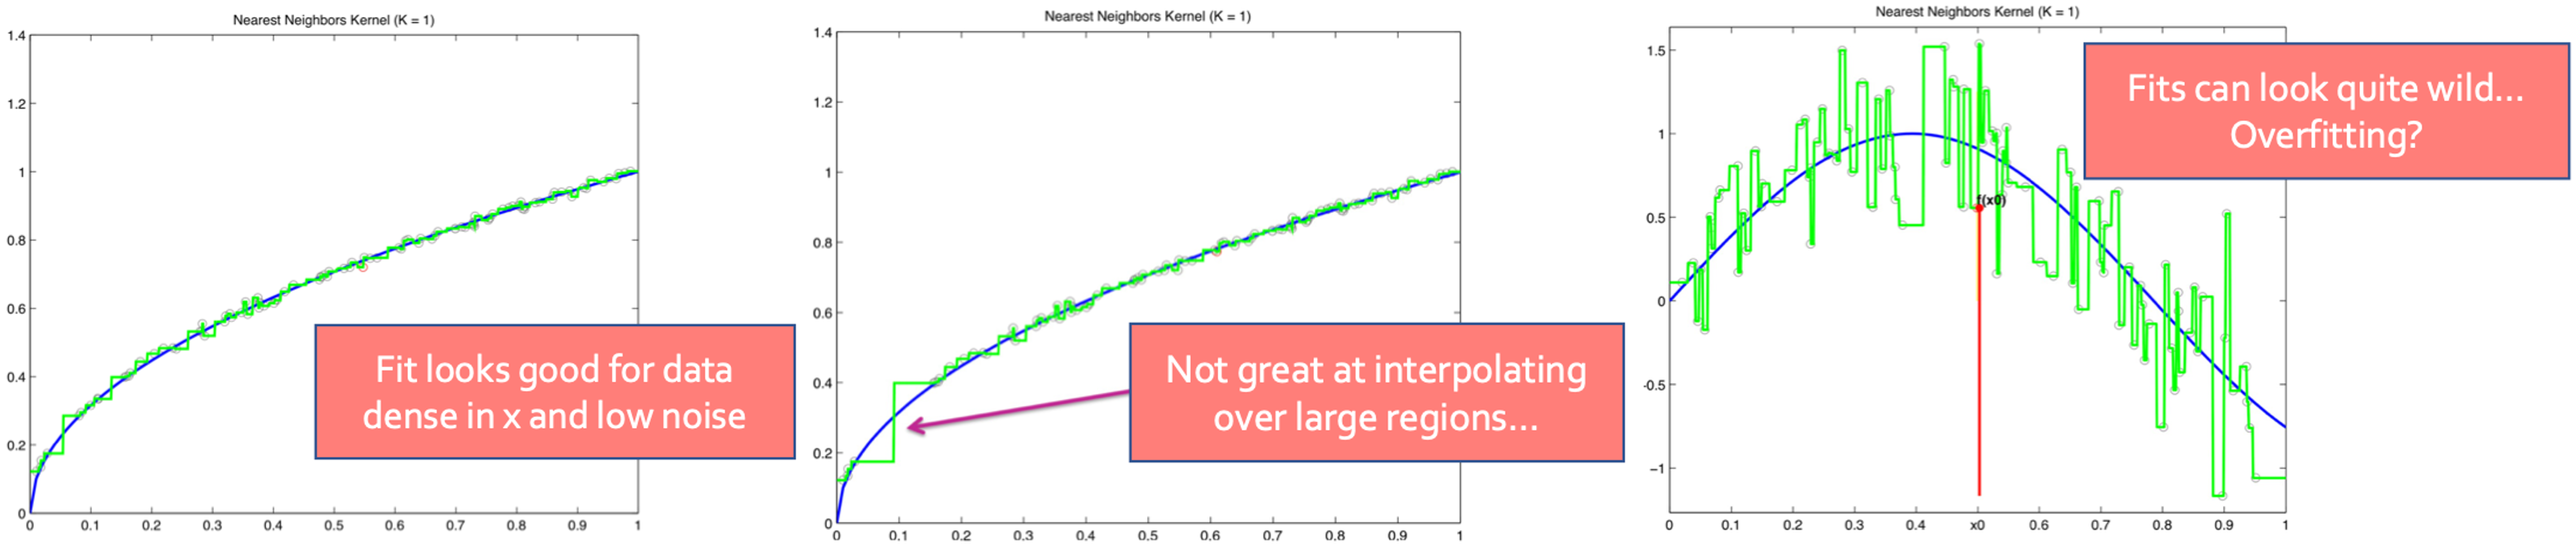 Nearest Neighbors Kernel (K = 1)
1.4
1.2
1
0.8
0.6
0.4
0.2
0
0 0.1 0.2 0.3 0.4 0.5 0.6 0.7 0.8 0.9 1
Fit looks good for data
dense in x and low noise
Nearest Neighbors Kernel (K = 1)
1.4
1.2
1
0.8
0.6
0.4
0.2
0
0 0.1 0.2 0.3 0.4 0.5 0.6 0.7 0.8 0.9 1
Not great at interpolating
over large regions...
Nearest Neighbors Kernel (K = 1)
1.5
1
0.5
0
-0.5
-1
0 0.1 0.2 0.3 0.4 x0 0.6 0.7 0.8 0.9 1
f(x0)
Fits can look quite wild...
Overfitting?